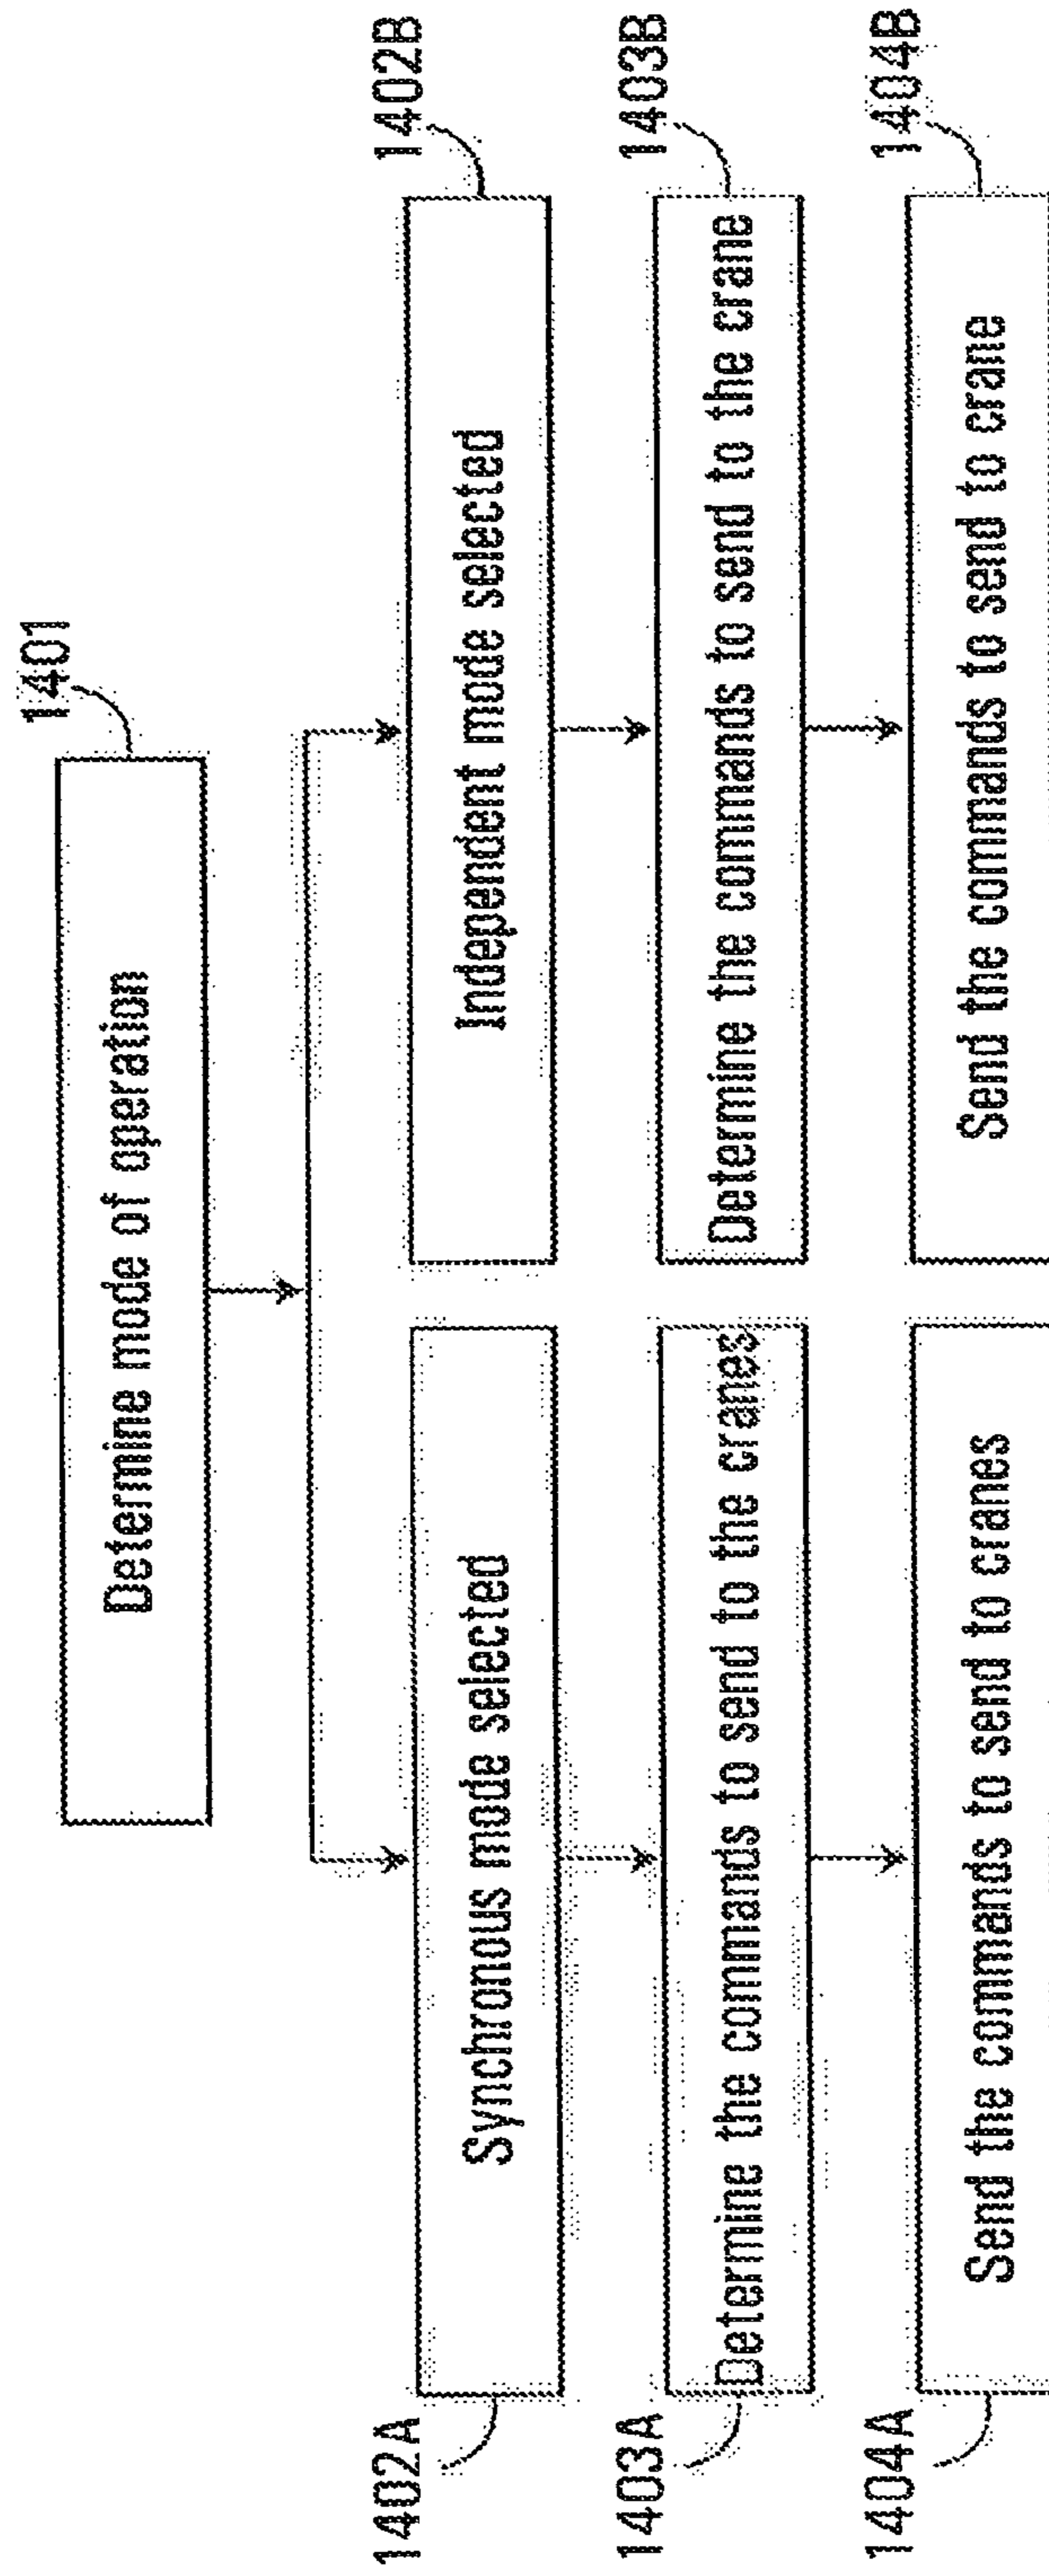 1401
Determine mode of operation
1402A
Synchronous mode selected
Independent mode selected
1402B
1403A
Determine the commands to send to the cranes
Determine the commands to send to the crane
1403B
1404A
Send the commands to send to cranes
Send the commands to send to crane
1404B